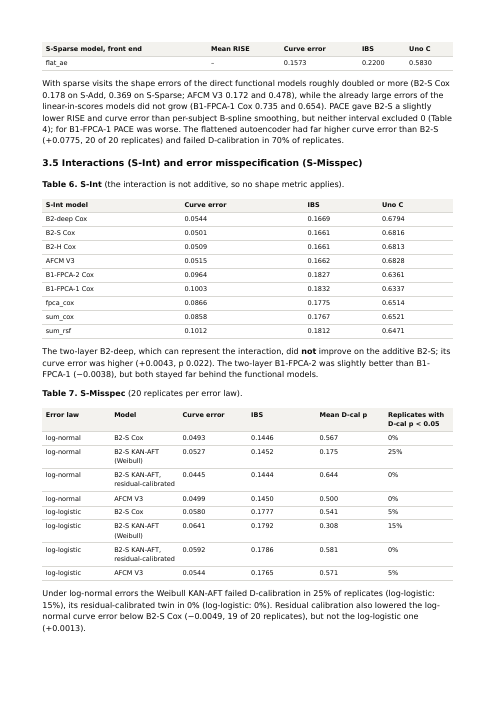 S-Sparse model, front end Mean RISE Curve error IBS Uno C
flat_ae – 0.1573 0.2200 0.5830
With sparse visits the shape errors of the direct functional models roughly doubled or more (B2-S Cox
0.178 on S-Add, 0.369 on S-Sparse; AFCM V3 0.172 and 0.478), while the already large errors of the
linear-in-scores models did not grow (B1-FPCA-1 Cox 0.735 and 0.654). PACE gave B2-S a slightly
lower RISE and curve error than per-subject B-spline smoothing, but neither interval excluded 0 (Table
4); for B1-FPCA-1 PACE was worse. The flattened autoencoder had far higher curve error than B2-S
(+0.0775, 20 of 20 replicates) and failed D-calibration in 70% of replicates.
3.5 Interactions (S-Int) and error misspecification (S-Misspec)
Table 6. S-Int (the interaction is not additive, so no shape metric applies).
S-Int model Curve error IBS Uno C
B2-deep Cox 0.0544 0.1669 0.6794
B2-S Cox 0.0501 0.1661 0.6816
B2-H Cox 0.0509 0.1661 0.6813
AFCM V3 0.0515 0.1662 0.6828
B1-FPCA-2 Cox 0.0964 0.1827 0.6361
B1-FPCA-1 Cox 0.1003 0.1832 0.6337
fpca_cox 0.0866 0.1775 0.6514
sum_cox 0.0858 0.1767 0.6521
sum_rsf 0.1012 0.1812 0.6471
The two-layer B2-deep, which can represent the interaction, did not improve on the additive B2-S; its
curve error was higher (+0.0043, p 0.022). The two-layer B1-FPCA-2 was slightly better than B1-
FPCA-1 (−0.0038), but both stayed far behind the functional models.
Table 7. S-Misspec (20 replicates per error law).
Error law Model Curve error IBS Mean D-cal p Replicates with
D-cal p < 0.05
log-normal B2-S Cox 0.0493 0.1446 0.567 0%
log-normal B2-S KAN-AFT 0.0527 0.1452 0.175 25%
(Weibull)
log-normal B2-S KAN-AFT, 0.0445 0.1444 0.644 0%
residual-calibrated
log-normal AFCM V3 0.0499 0.1450 0.500 0%
log-logistic B2-S Cox 0.0580 0.1777 0.541 5%
log-logistic B2-S KAN-AFT 0.0641 0.1792 0.308 15%
(Weibull)
log-logistic B2-S KAN-AFT, 0.0592 0.1786 0.581 0%
residual-calibrated
log-logistic AFCM V3 0.0544 0.1765 0.571 5%
Under log-normal errors the Weibull KAN-AFT failed D-calibration in 25% of replicates (log-logistic:
15%), its residual-calibrated twin in 0% (log-logistic: 0%). Residual calibration also lowered the log-
normal curve error below B2-S Cox (−0.0049, 19 of 20 replicates), but not the log-logistic one
(+0.0013).